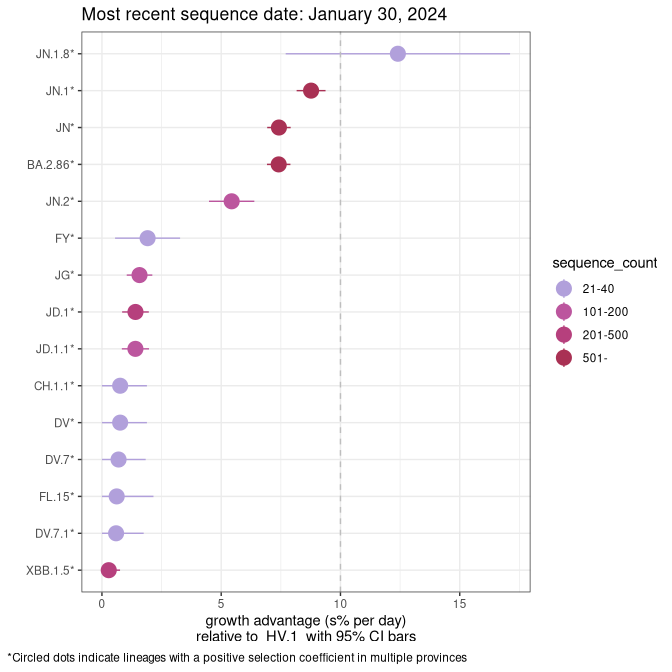 Most recent sequence date: January 30, 2024
JN.1.8*
JN.1*
JN*
BA.2.86*
JN.2*
FY*
JG*
JD.1*
JD.1.1*
CH.1.1*
DV*
DV.7*
FL.15*
DV.7.1*
XBB.1.5*
0 5 10 15
growth advantage (s% per day)
relative to HV.1 with 95% CI bars
sequence_count
21-40
101-200
201-500
501-
*Circled dots indicate lineages with a positive selection coefficient in multiple provinces